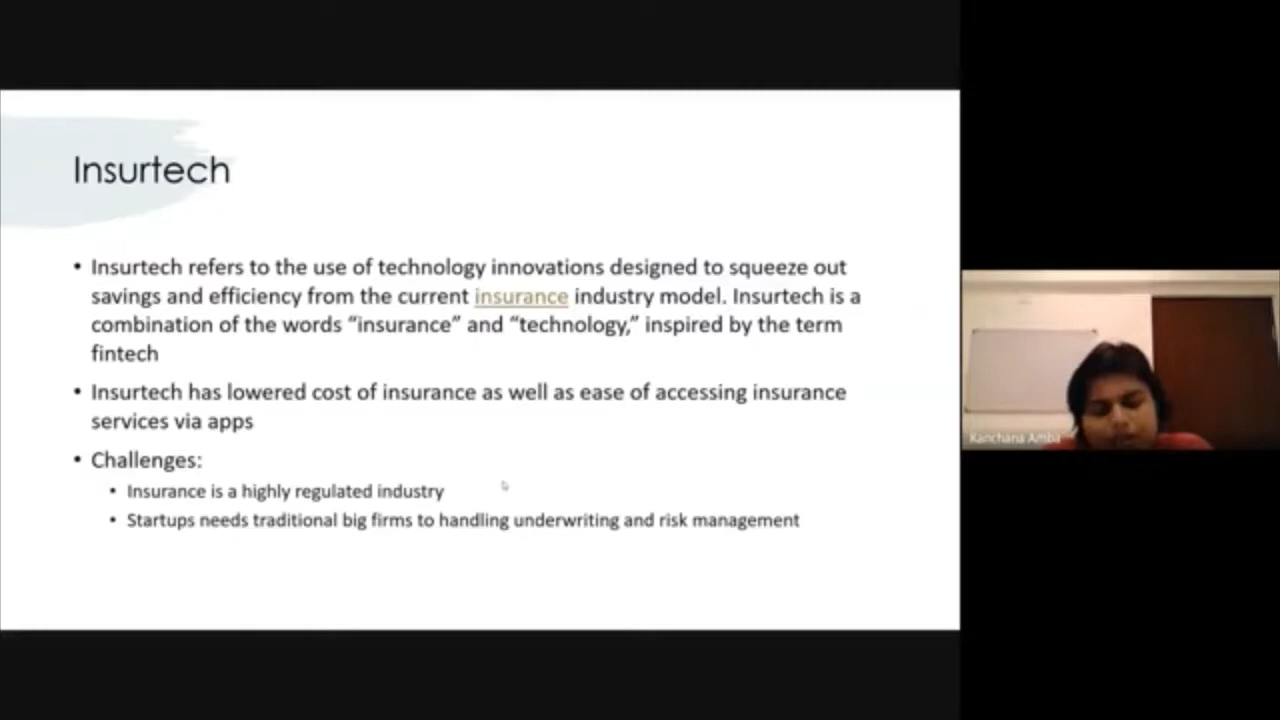 Insurtech
• Insurtech refers to the use of technology innovations designed to squeeze out
savings and efficiency from the current insurance industry model. Insurtech is a
combination of the words “insurance” and “technology,” inspired by the term
fintech
• Insurtech has lowered cost of insurance as well as ease of accessing insurance
services via apps
• Challenges:
• Insurance is a highly regulated industry
• Startups needs traditional big firms to handling underwriting and risk management
Kanchana Amba